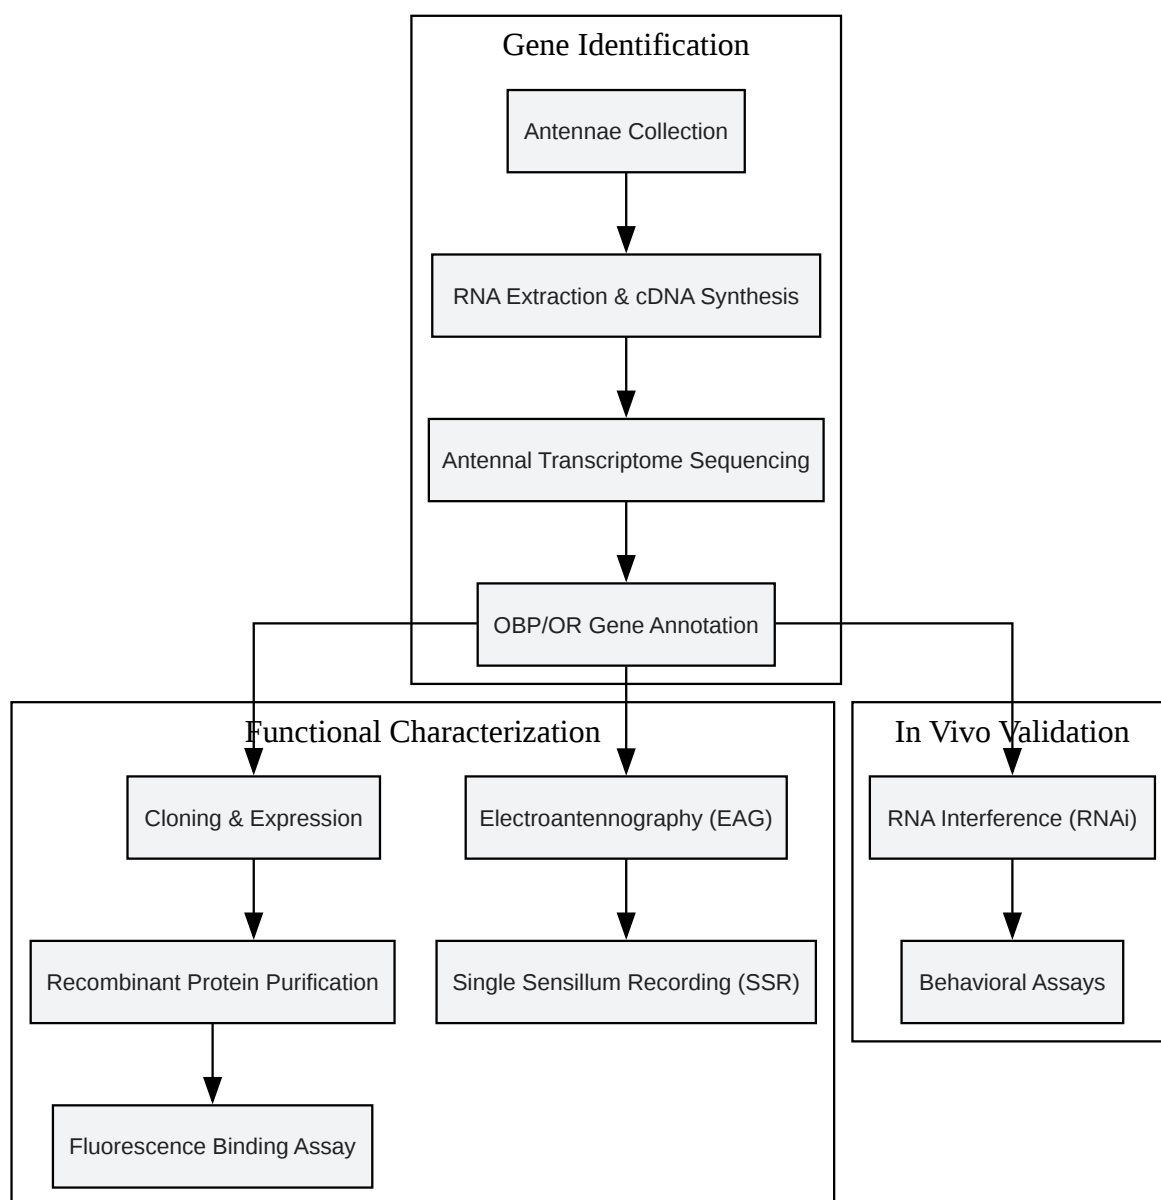 Gene Identification
Antennae Collection
RNA Extraction & cDNA Synthesis
Antennal Transcriptome Sequencing
OBP/OR Gene Annotation
Functional Characterization
In Vivo Validation
Cloning & Expression
Electroantennography (EAG)
RNA Interference (RNAi)
Recombinant Protein Purification
Single Sensillum Recording (SSR)
Behavioral Assays
Fluorescence Binding Assay